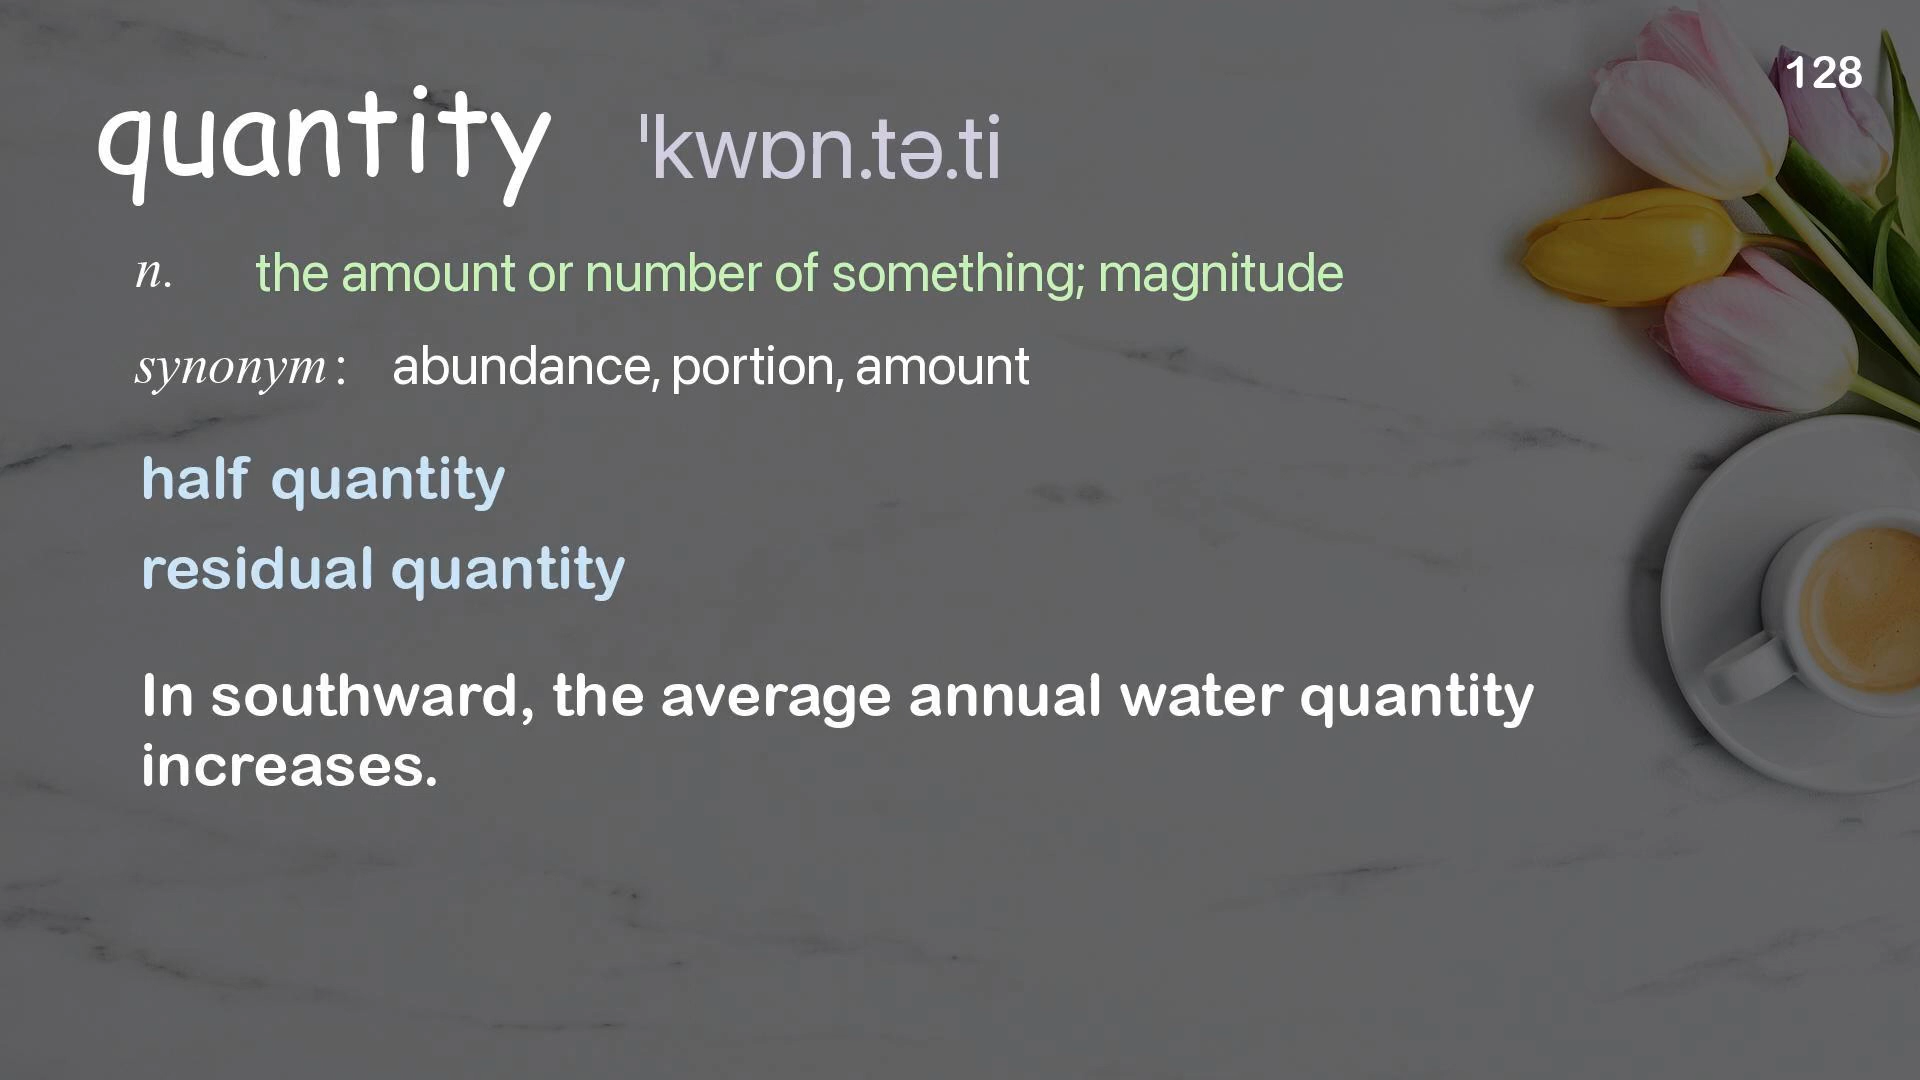 128
quantity ˈkwɒn.tə.ti
n. the amount or number of something; magnitude
synonym: abundance, portion, amount
half quantity
residual quantity
In southward, the average annual water quantity
increases.